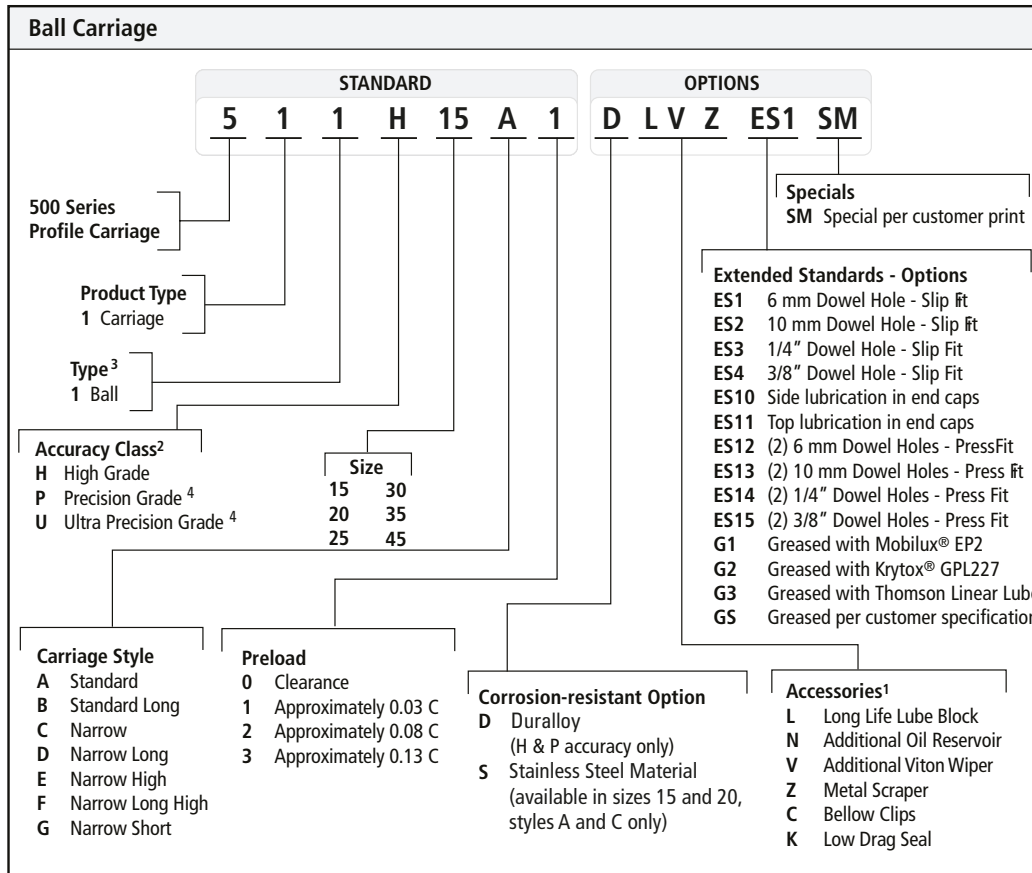 Ball Carriage
STANDARD
OPTIONS
5 1 1 H 15 A 1 D L V Z ES1 SM
500 Series
Profile Carriage
Product Type
1 Carriage
Type 3
1 Ball
Accuracy Class2
H High Grade
P Precision Grade 4
U Ultra Precision Grade 4
Size
15 30
20 35
25 45
Specials
SM Special per customer print
Extended Standards - Options
ES1 6 mm Dowel Hole - Slip Fit
ES2 10 mm Dowel Hole - Slip Fit
ES3 1/4" Dowel Hole - Slip Fit
ES4 3/8" Dowel Hole - Slip Fit
ES10 Side lubrication in end caps
ES11 Top lubrication in end caps
ES12 (2) 6 mm Dowel Holes - PressFit
ES13 (2) 10 mm Dowel Holes - Press Fit
ES14 (2) 1/4" Dowel Holes - Press Fit
ES15 (2) 3/8" Dowel Holes - Press Fit
G1 Greased with Mobilux® EP2
G2 Greased with Krytox® GPL227
G3 Greased with Thomson Linear Lube
GS Greased per customer specification
Carriage Style
A Standard
B Standard Long
C Narrow
D Narrow Long
E Narrow High
F Narrow Long High
G Narrow Short
Preload
0 Clearance
1 Approximately 0.03 C
2 Approximately 0.08 C
3 Approximately 0.13 C
Corrosion-resistant Option
D Duralloy
(H & P accuracy only)
S Stainless Steel Material
(available in sizes 15 and 20,
styles A and C only)
Accessories1
L Long Life Lube Block
N Additional Oil Reservoir
V Additional Viton Wiper
Z Metal Scraper
C Bellow Clips
K Low Drag Seal